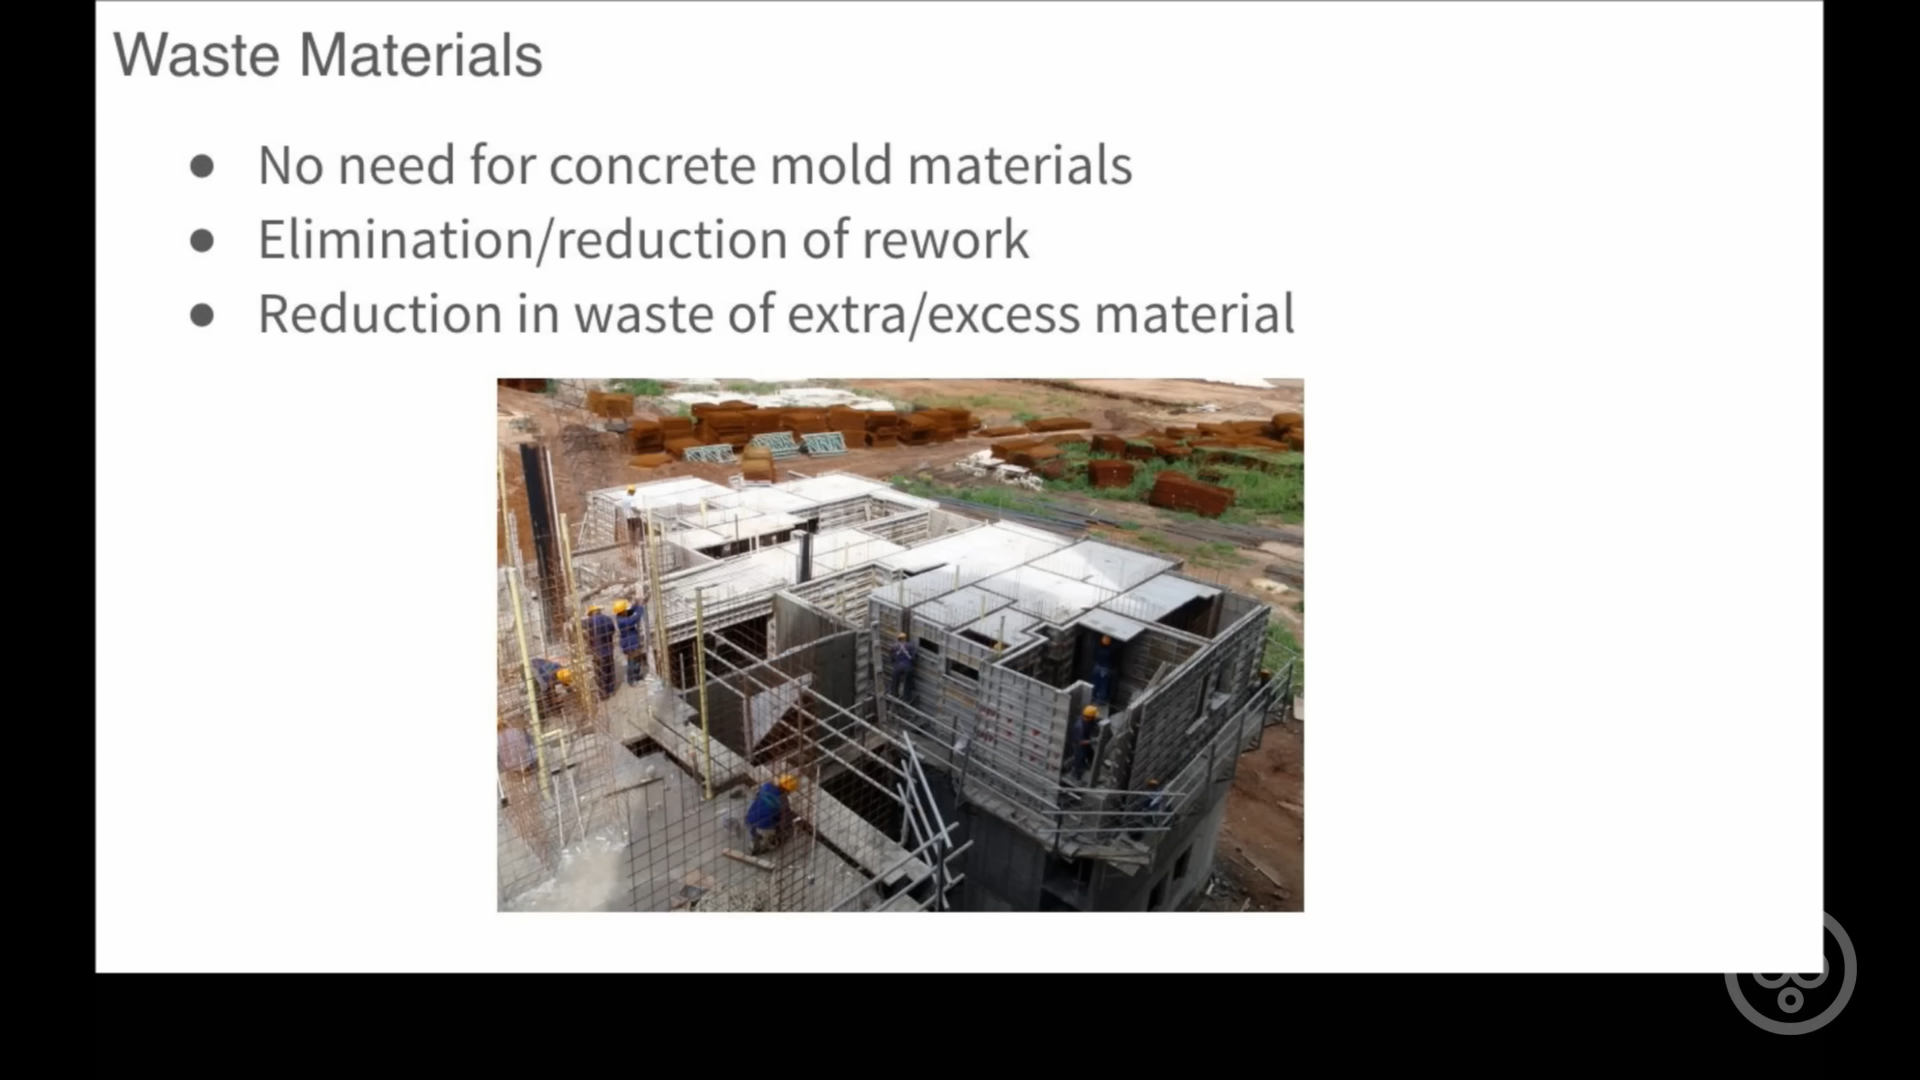 Waste Materials
● No need for concrete mold materials
● Elimination/reduction of rework
● Reduction in waste of extra/excess material